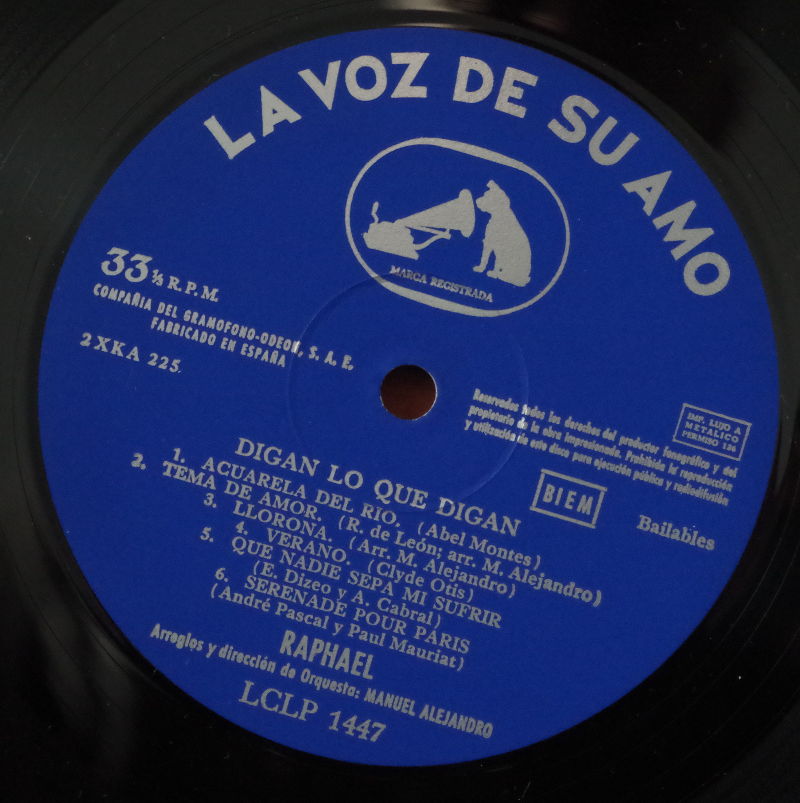 LA VOZ DE SU AMO
MARCA REGISTRADA
33⅓ R.P.M.
COMPAÑIA DEL GRAMOFONO-ODEON, S. A. E.
FABRICADO EN ESPAÑA
2XKA 225.
Reservados todos los derechos del productor fonográfico y del
propietario de la obra impresionada. Prohibida la reproducción
y utilización de este disco para ejecución pública y radiodifusión
IMP. LUJO A
METALICO
PERMISO 136
BIEM
Bailables
DIGAN LO QUE DIGAN
1. ACUARELA DEL RIO. (Abel Montes)
2. TEMA DE AMOR. (R. de León; arr. M. Alejandro)
3. LLORONA. (Arr. M. Alejandro)
4. VERANO. (Clyde Otis)
5. QUE NADIE SEPA MI SUFRIR
(E. Dizeo y A. Cabral)
6. SERENADE POUR PARIS
(André Pascal y Paul Mauriat)
RAPHAEL
Arreglos y dirección de Orquesta: MANUEL ALEJANDRO
LCLP 1447